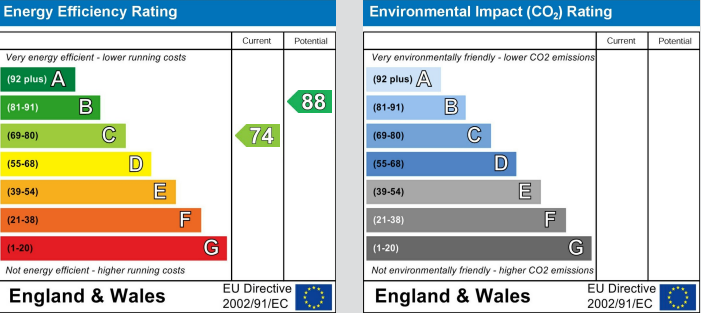 Energy Efficiency Rating
Current Potential
Very energy efficient - lower running costs
(92 plus) A
(81-91) B
88
(69-80) C
74
(55-68) D
(39-54) E
(21-38) F
(1-20) G
Not energy efficient - higher running costs
England & Wales
EU Directive
2002/91/EC
Environmental Impact (CO2) Rating
Current Potential
Very environmentally friendly - lower CO2 emissions
(92 plus) A
(81-91) B
(69-80) C
(55-68) D
(39-54) E
(21-38) F
(1-20) G
Not environmentally friendly - higher CO2 emissions
England & Wales
EU Directive
2002/91/EC